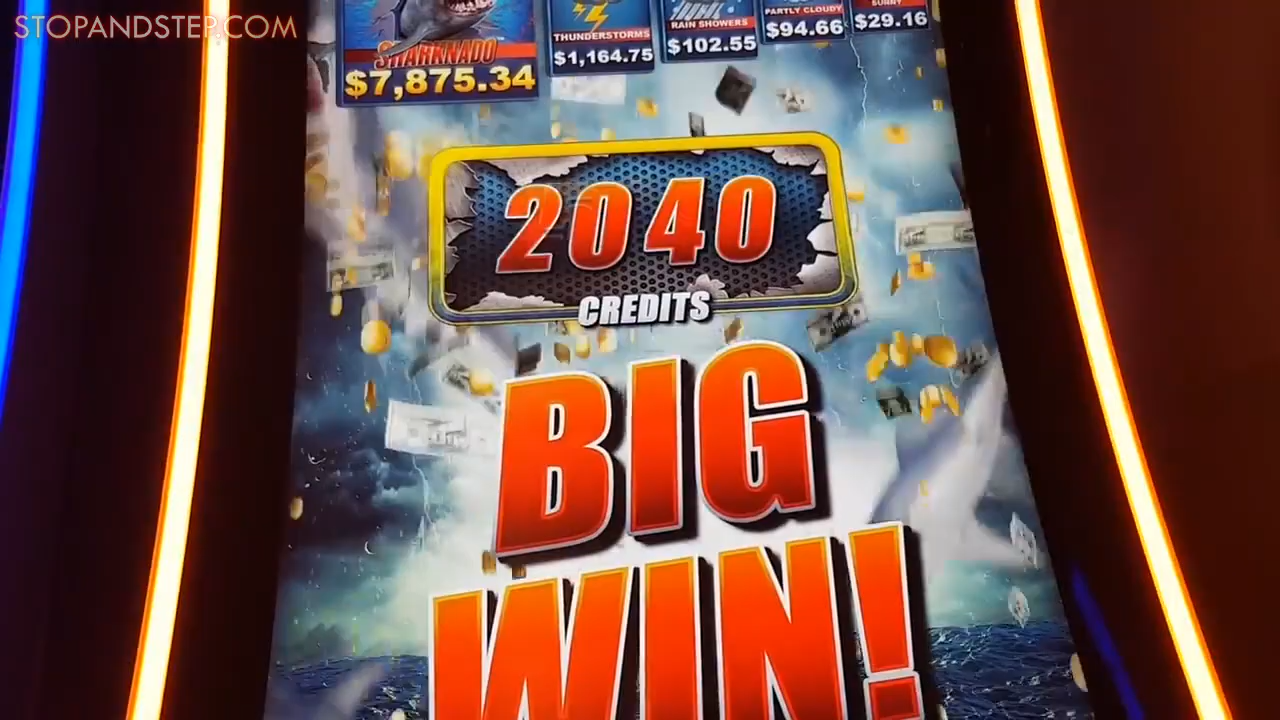 STOPANDSTEP.COM
SHARKNADO
$7,875.34
THUNDERSTORMS
$1,164.75
RAIN SHOWERS
$102.55
PARTLY CLOUDY
$94.66
SUNNY
$29.16
2040
CREDITS
BIG
WIN!